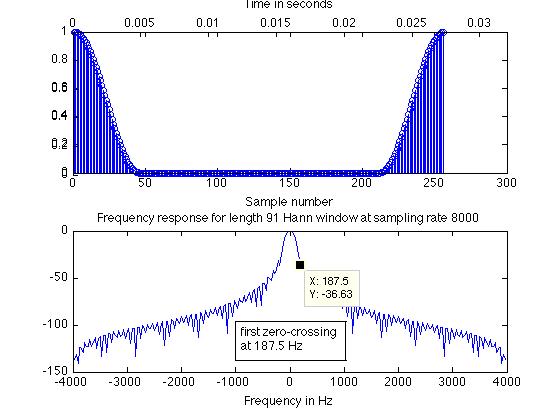 Time in seconds
0 0.005 0.01 0.02 0.02 0.025 0.03
1
0.8
0.6
0.4
0.2
0
0 50 100 150 200 250 300
Sample number
Frequency response for length 91 Hann window at sampling rate 8000
0
-50
X: 187.5
Y: -36.63
-100
first zero-crossing
at 187.5 Hz
-150
-4000 -3000 -2000 -1000 0 1000 2000 3000 4000
Frequency in Hz